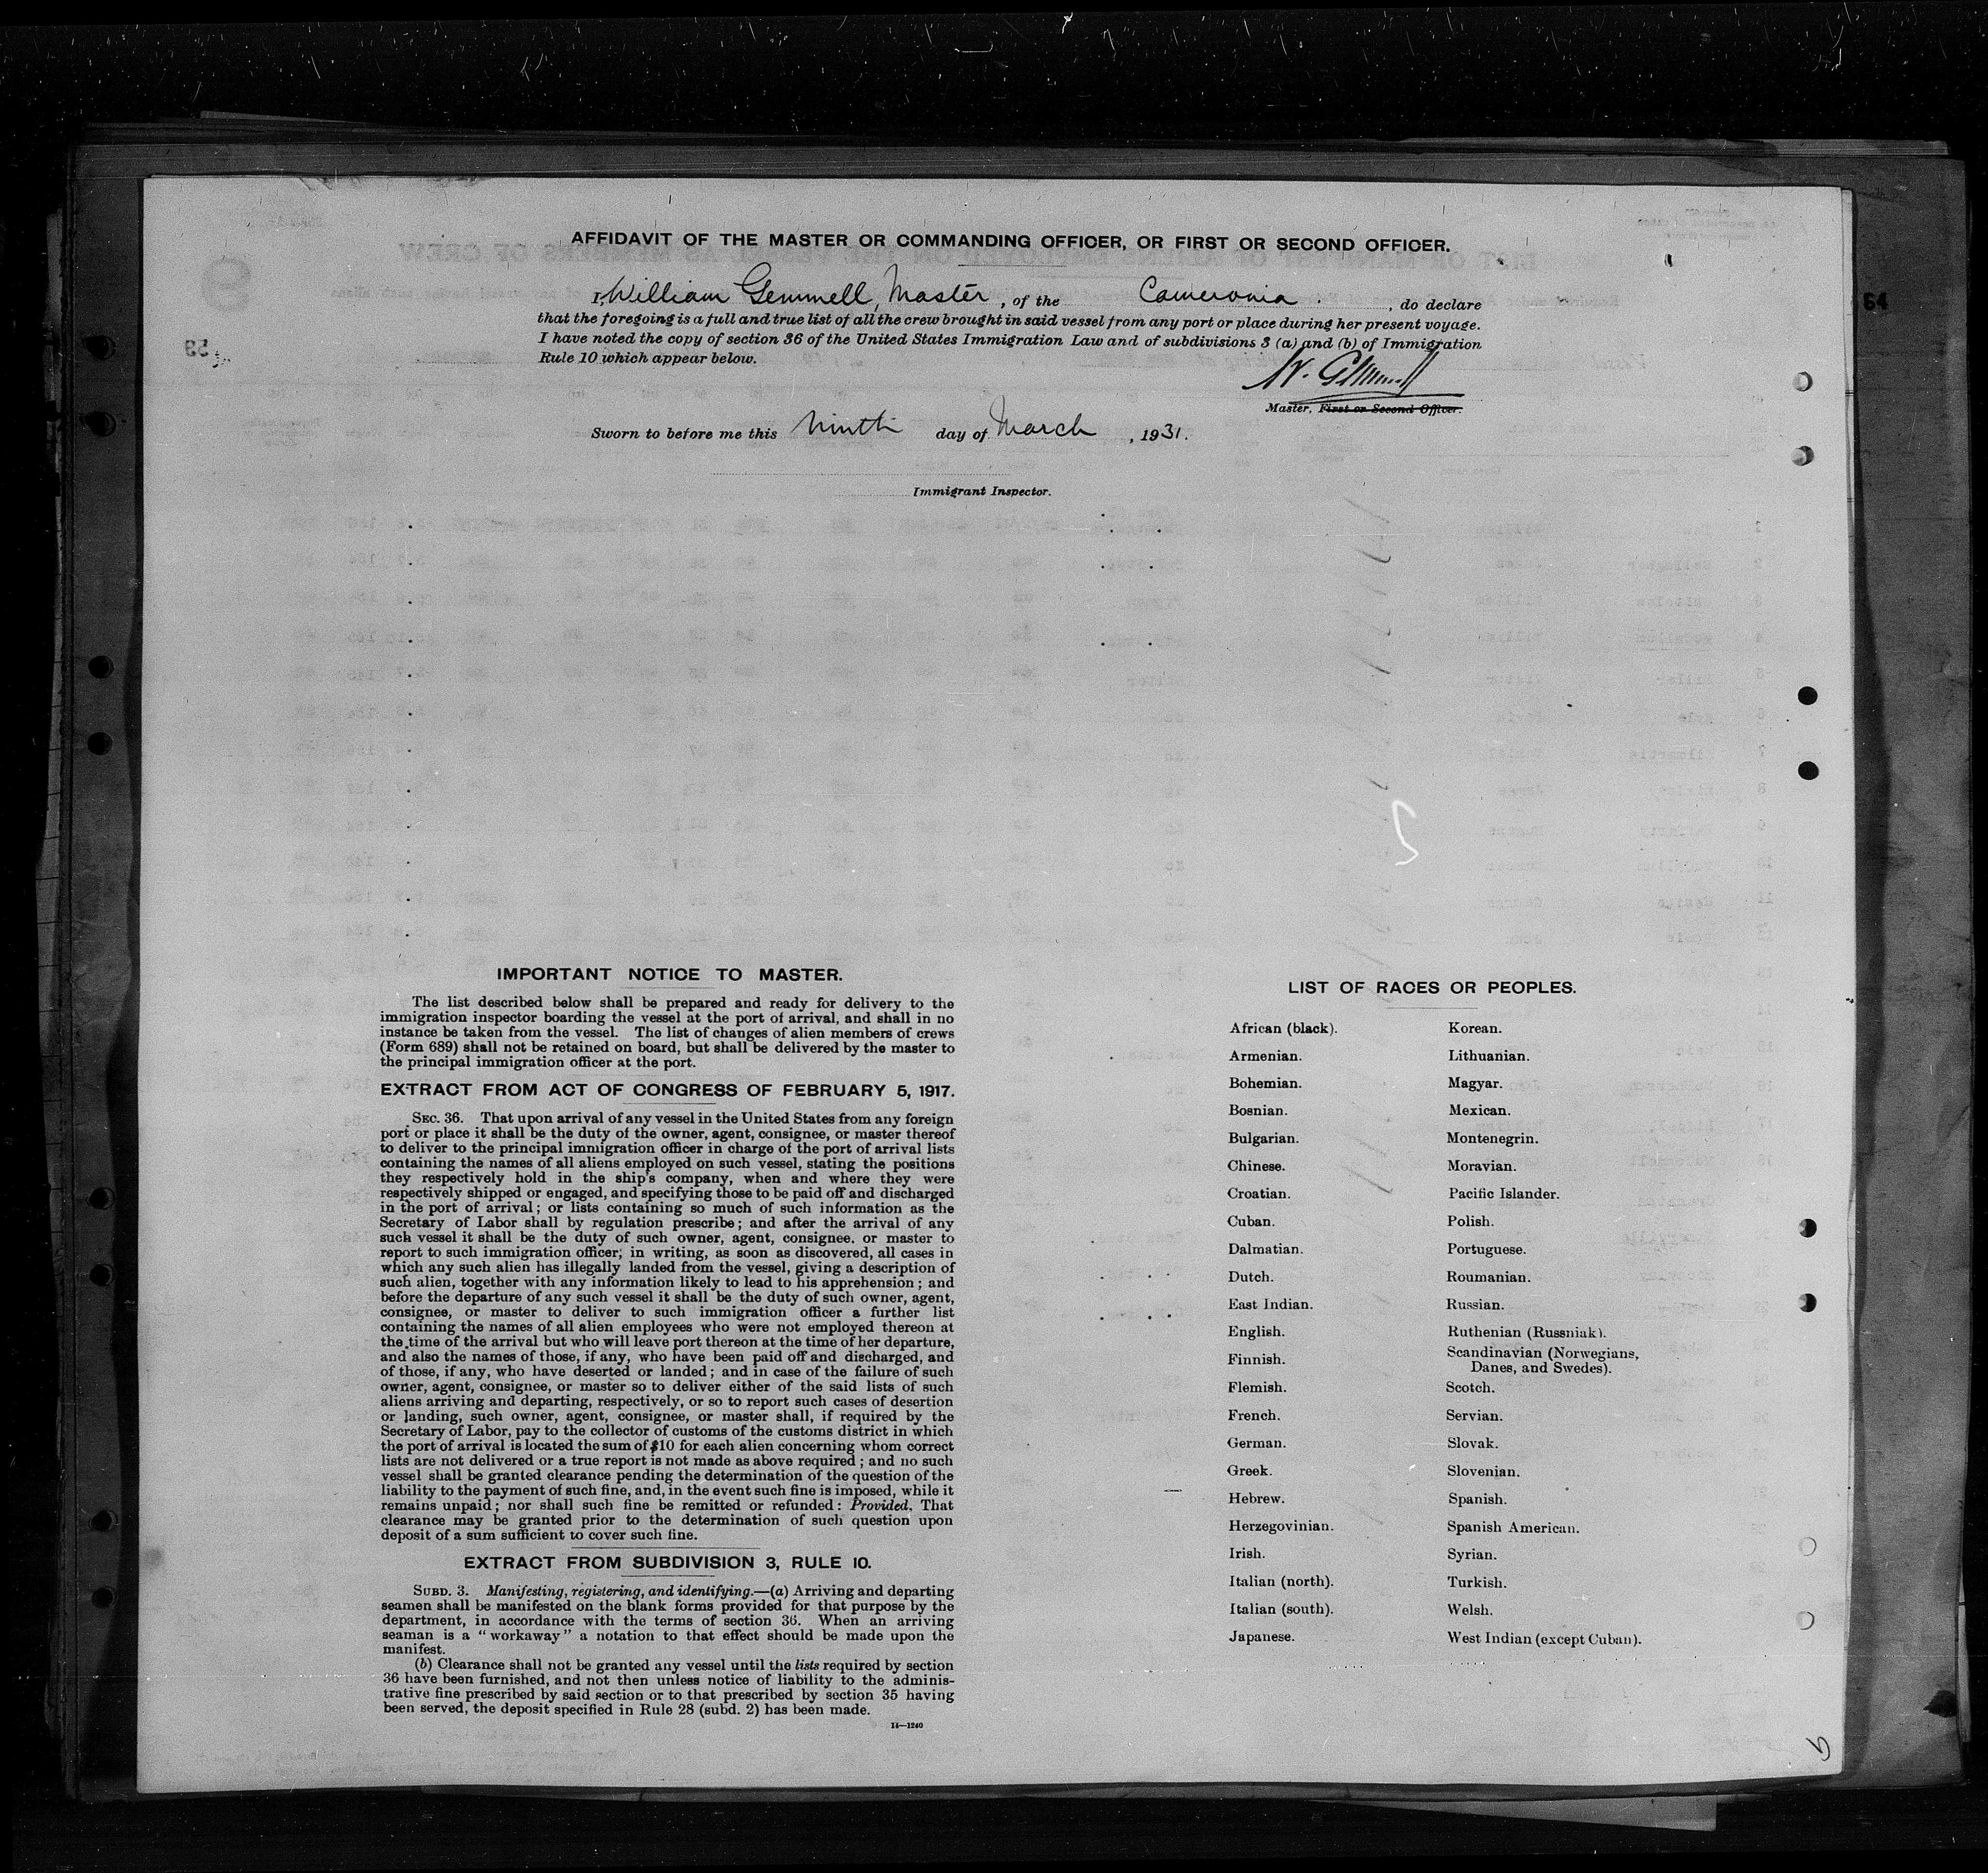 AFFIDAVIT OF THE MASTER OR COMMANDING OFFICER, OR FIRST OR SECOND OFFICER.
I, William Gemmell, Master, of the Cameronia, do declare
that the foregoing is a full and true list of all the crew brought in said vessel from any port or place during her present voyage.
I have noted the copy of section 36 of the United States Immigration Law and of subdivisions 3 (a) and (b) of Immigration
Rule 10 which appear below.
W. Gemmell
Master, First or Second Officer.
Sworn to before me this ninth day of March, 1931.
Immigrant Inspector.
54
IMPORTANT NOTICE TO MASTER.
The list described below shall be prepared and ready for delivery to the
immigration inspector boarding the vessel at the port of arrival, and shall in no
instance be taken from the vessel. The list of changes of alien members of crews
(Form 689) shall not be retained on board, but shall be delivered by the master to
the principal immigration officer at the port.
EXTRACT FROM ACT OF CONGRESS OF FEBRUARY 5, 1917.
SEC. 36. That upon arrival of any vessel in the United States from any foreign
port or place it shall be the duty of the owner, agent, consignee, or master thereof
to deliver to the principal immigration officer in charge of the port of arrival lists
containing the names of all aliens employed on such vessel, stating the positions
they respectively hold in the ship's company, when and where they were
respectively shipped or engaged, and specifying those to be paid off and discharged
in the port of arrival; or lists containing so much of such information as the
Secretary of Labor shall by regulation prescribe; and after the arrival of any
such vessel it shall be the duty of such owner, agent, consignee, or master to
report to such immigration officer, in writing, as soon as discovered, all cases in
which any such alien has illegally landed from the vessel, giving a description of
such alien, together with any information likely to lead to his apprehension; and
before the departure of any such vessel it shall be the duty of such owner, agent,
consignee, or master to deliver to such immigration officer a further list
containing the names of all alien employees who were not employed thereon at
the time of the arrival but who will leave port thereon at the time of her departure,
and also the names of those, if any, who have been paid off and discharged, and
of those, if any, who have deserted or landed; and in case of the failure of such
owner, agent, consignee, or master so to deliver either of the said lists of such
aliens arriving and departing, respectively, or so to report such cases of desertion
or landing, such owner, agent, consignee, or master shall, if required by the
Secretary of Labor, pay to the collector of customs of the customs district in which
the port of arrival is located the sum of $10 for each alien concerning whom correct
lists are not delivered or a true report is not made as above required; and no such
vessel shall be granted clearance pending the determination of the question of the
liability to the payment of such fine, and, in the event such fine is imposed, while it
remains unpaid; nor shall such fine be remitted or refunded: Provided, That
clearance may be granted prior to the determination of such question upon
deposit of a sum sufficient to cover such fine.
EXTRACT FROM SUBDIVISION 3, RULE 10.
SUBD. 3. Manifesting, registering, and identifying.—(a) Arriving and departing
seamen shall be manifested on the blank forms provided for that purpose by the
department, in accordance with the terms of section 36. When an arriving
seaman is a "workaway" a notation to that effect should be made upon the
manifest.
(b) Clearance shall not be granted any vessel until the lists required by section
36 have been furnished, and not then unless notice of liability to the adminis-
trative fine prescribed by said section or to that prescribed by section 35 having
been served, the deposit specified in Rule 28 (subd. 2) has been made.
14—1240
LIST OF RACES OR PEOPLES.
African (black).
Armenian.
Bohemian.
Bosnian.
Bulgarian.
Chinese.
Croatian.
Cuban.
Dalmatian.
Dutch.
East Indian.
English.
Finnish.
Flemish.
French.
German.
Greek.
Hebrew.
Herzegovinian.
Irish.
Italian (north).
Italian (south).
Japanese.
Korean.
Lithuanian.
Magyar.
Mexican.
Montenegrin.
Moravian.
Pacific Islander.
Polish.
Portuguese.
Roumanian.
Russian.
Ruthenian (Russniak).
Scandinavian (Norwegians,
Danes, and Swedes).
Scotch.
Servian.
Slovak.
Slovenian.
Spanish.
Spanish American.
Syrian.
Turkish.
Welsh.
West Indian (except Cuban).